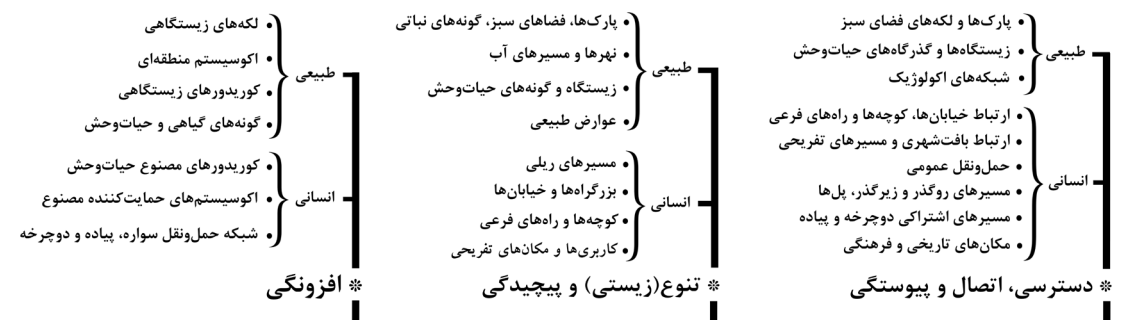 طبیعی
• پارک‌ها و لکه‌های فضای سبز
• زیستگاه‌ها و گذرگاه‌های حیات‌وحش
• شبکه‌های اکولوژیک
انسانی
• ارتباط خیابان‌ها، کوچه‌ها و راه‌های فرعی
• ارتباط بافت‌شهری و مسیرهای تفریحی
• حمل‌ونقل عمومی
• مسیرهای روگذر و زیرگذر، پل‌ها
• مسیرهای اشتراکی دوچرخه و پیاده
• مکان‌های تاریخی و فرهنگی
❊ دسترسی، اتصال و پیوستگی
طبیعی
• پارک‌ها، فضاهای سبز، گونه‌های نباتی
• نهرها و مسیرهای آب
• زیستگاه و گونه‌های حیات‌وحش
• عوارض طبیعی
انسانی
• مسیرهای ریلی
• بزرگراه‌ها و خیابان‌ها
• کوچه‌ها و راه‌های فرعی
• کاربری‌ها و مکان‌های تفریحی
❊ تنوع(زیستی) و پیچیدگی
طبیعی
• لکه‌های زیستگاهی
• اکوسیستم منطقه‌ای
• کوریدورهای زیستگاهی
• گونه‌های گیاهی و حیات‌وحش
انسانی
• کوریدورهای مصنوع حیات‌وحش
• اکوسیستم‌های حمایت‌کننده مصنوع
• شبکه حمل‌ونقل سواره، پیاده و دوچرخه
❊ افزونگی